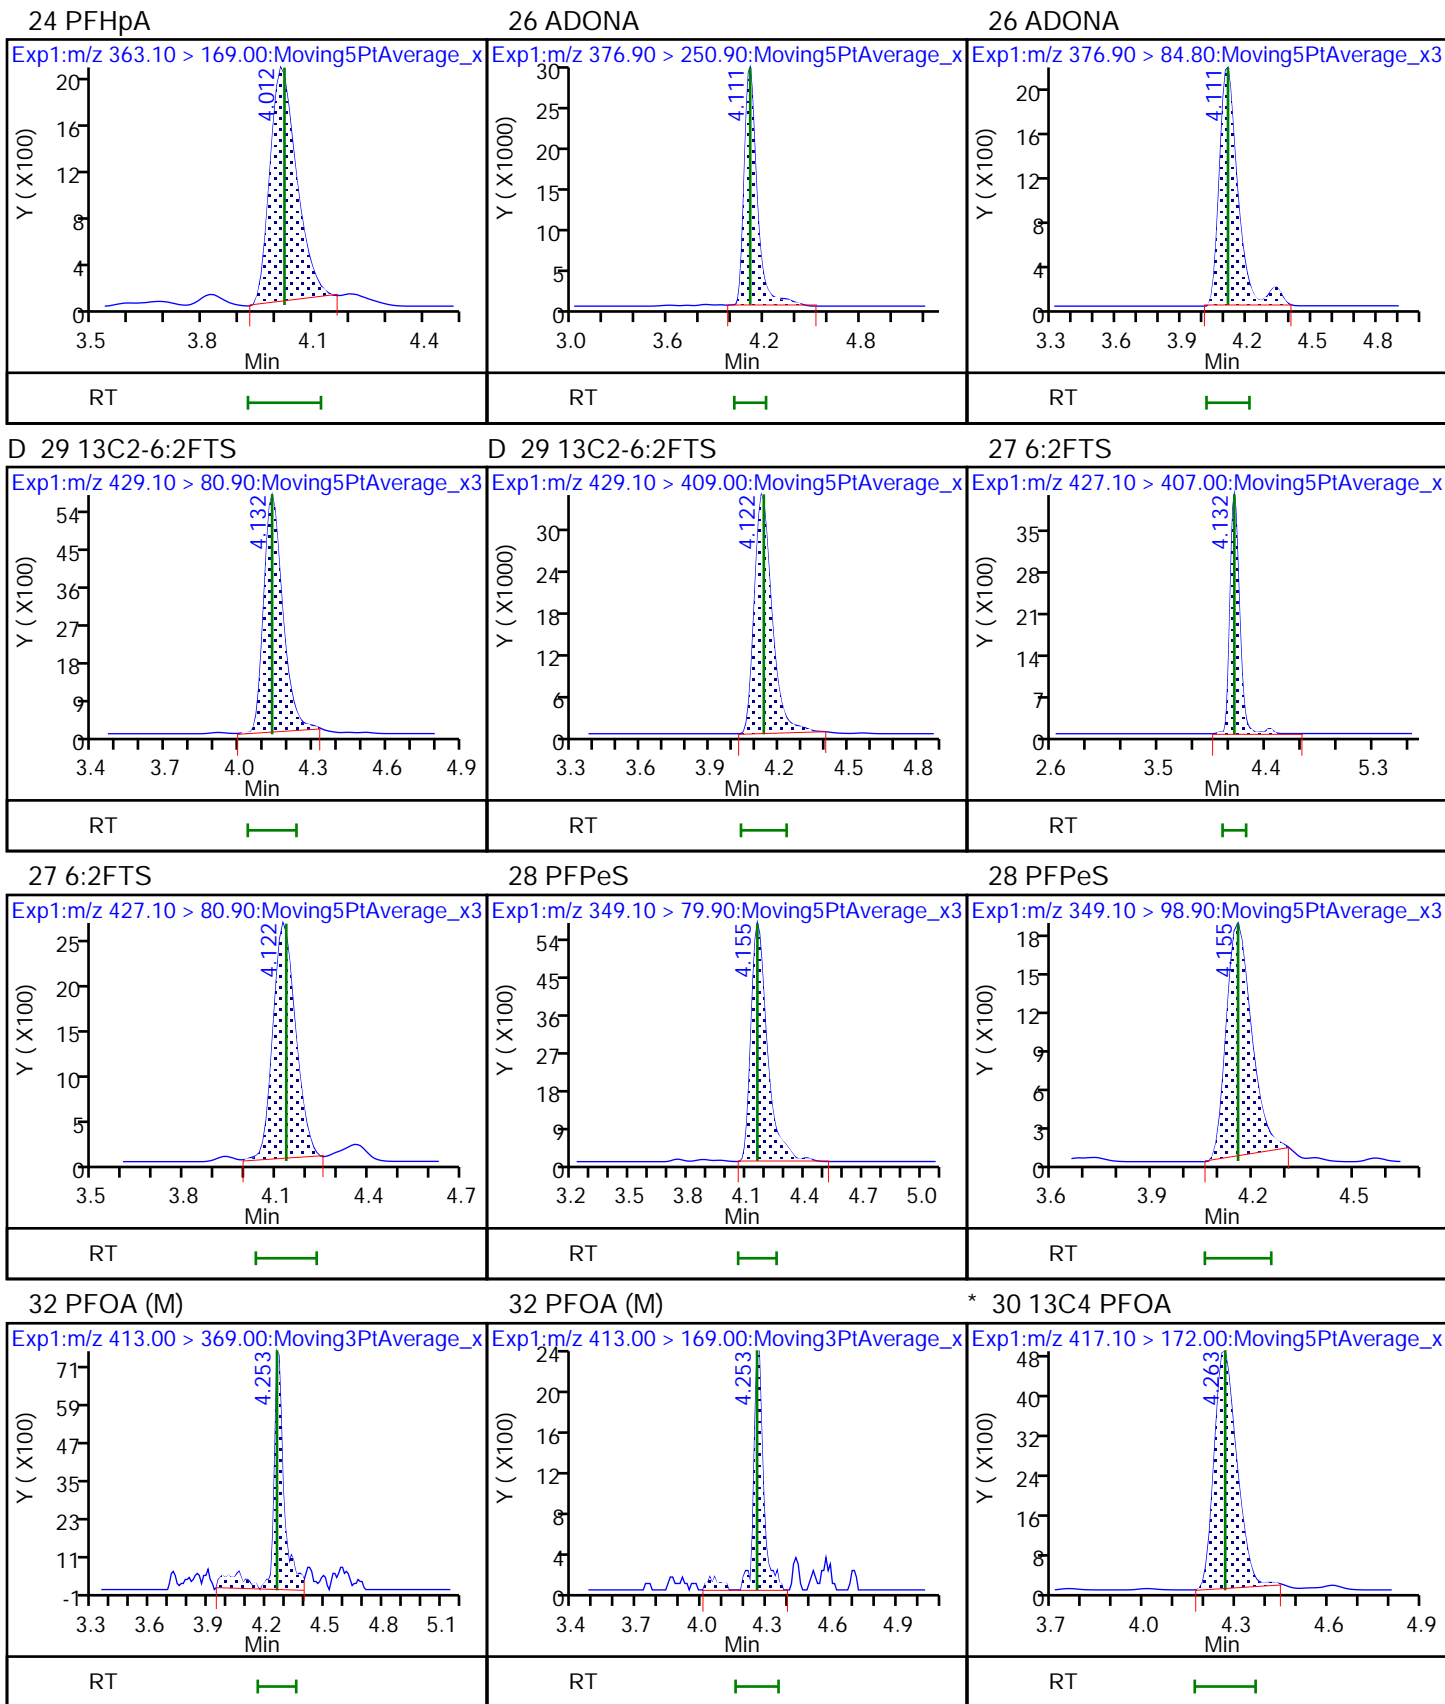 24 PFHpA
Exp1:m/z 363.10 > 169.00:Moving5PtAverage_x
4.012
Y ( X100)
20
16
12
8
4
0
3.5 3.8 4.1 4.4
Min
RT
26 ADONA
Exp1:m/z 376.90 > 250.90:Moving5PtAverage_x
4.111
Y ( X1000)
30
25
20
15
10
5
0
3.0 3.6 4.2 4.8
Min
RT
26 ADONA
Exp1:m/z 376.90 > 84.80:Moving5PtAverage_x3
4.111
Y ( X100)
20
16
12
8
4
0
3.3 3.6 3.9 4.2 4.5 4.8
Min
RT
D 29 13C2-6:2FTS
Exp1:m/z 429.10 > 80.90:Moving5PtAverage_x3
4.132
Y ( X100)
54
45
36
27
18
9
0
3.4 3.7 4.0 4.3 4.6 4.9
Min
RT
D 29 13C2-6:2FTS
Exp1:m/z 429.10 > 409.00:Moving5PtAverage_x
4.122
Y ( X1000)
30
24
18
12
6
0
3.3 3.6 3.9 4.2 4.5 4.8
Min
RT
27 6:2FTS
Exp1:m/z 427.10 > 407.00:Moving5PtAverage_x
4.132
Y ( X100)
35
28
21
14
7
0
2.6 3.5 4.4 5.3
Min
RT
27 6:2FTS
Exp1:m/z 427.10 > 80.90:Moving5PtAverage_x3
4.122
Y ( X100)
25
20
15
10
5
0
3.5 3.8 4.1 4.4 4.7
Min
RT
28 PFPeS
Exp1:m/z 349.10 > 79.90:Moving5PtAverage_x3
4.155
Y ( X100)
54
45
36
27
18
9
0
3.2 3.5 3.8 4.1 4.4 4.7 5.0
Min
RT
28 PFPeS
Exp1:m/z 349.10 > 98.90:Moving5PtAverage_x3
4.155
Y ( X100)
18
15
12
9
6
3
0
3.6 3.9 4.2 4.5
Min
RT
32 PFOA (M)
Exp1:m/z 413.00 > 369.00:Moving3PtAverage_x
4.253
Y ( X100)
71
59
47
35
23
11
-1
3.3 3.6 3.9 4.2 4.5 4.8 5.1
Min
RT
32 PFOA (M)
Exp1:m/z 413.00 > 169.00:Moving3PtAverage_x
4.253
Y ( X100)
24
20
16
12
8
4
0
3.4 3.7 4.0 4.3 4.6 4.9
Min
RT
* 30 13C4 PFOA
Exp1:m/z 417.10 > 172.00:Moving5PtAverage_x
4.263
Y ( X100)
48
40
32
24
16
8
0
3.7 4.0 4.3 4.6 4.9
Min
RT